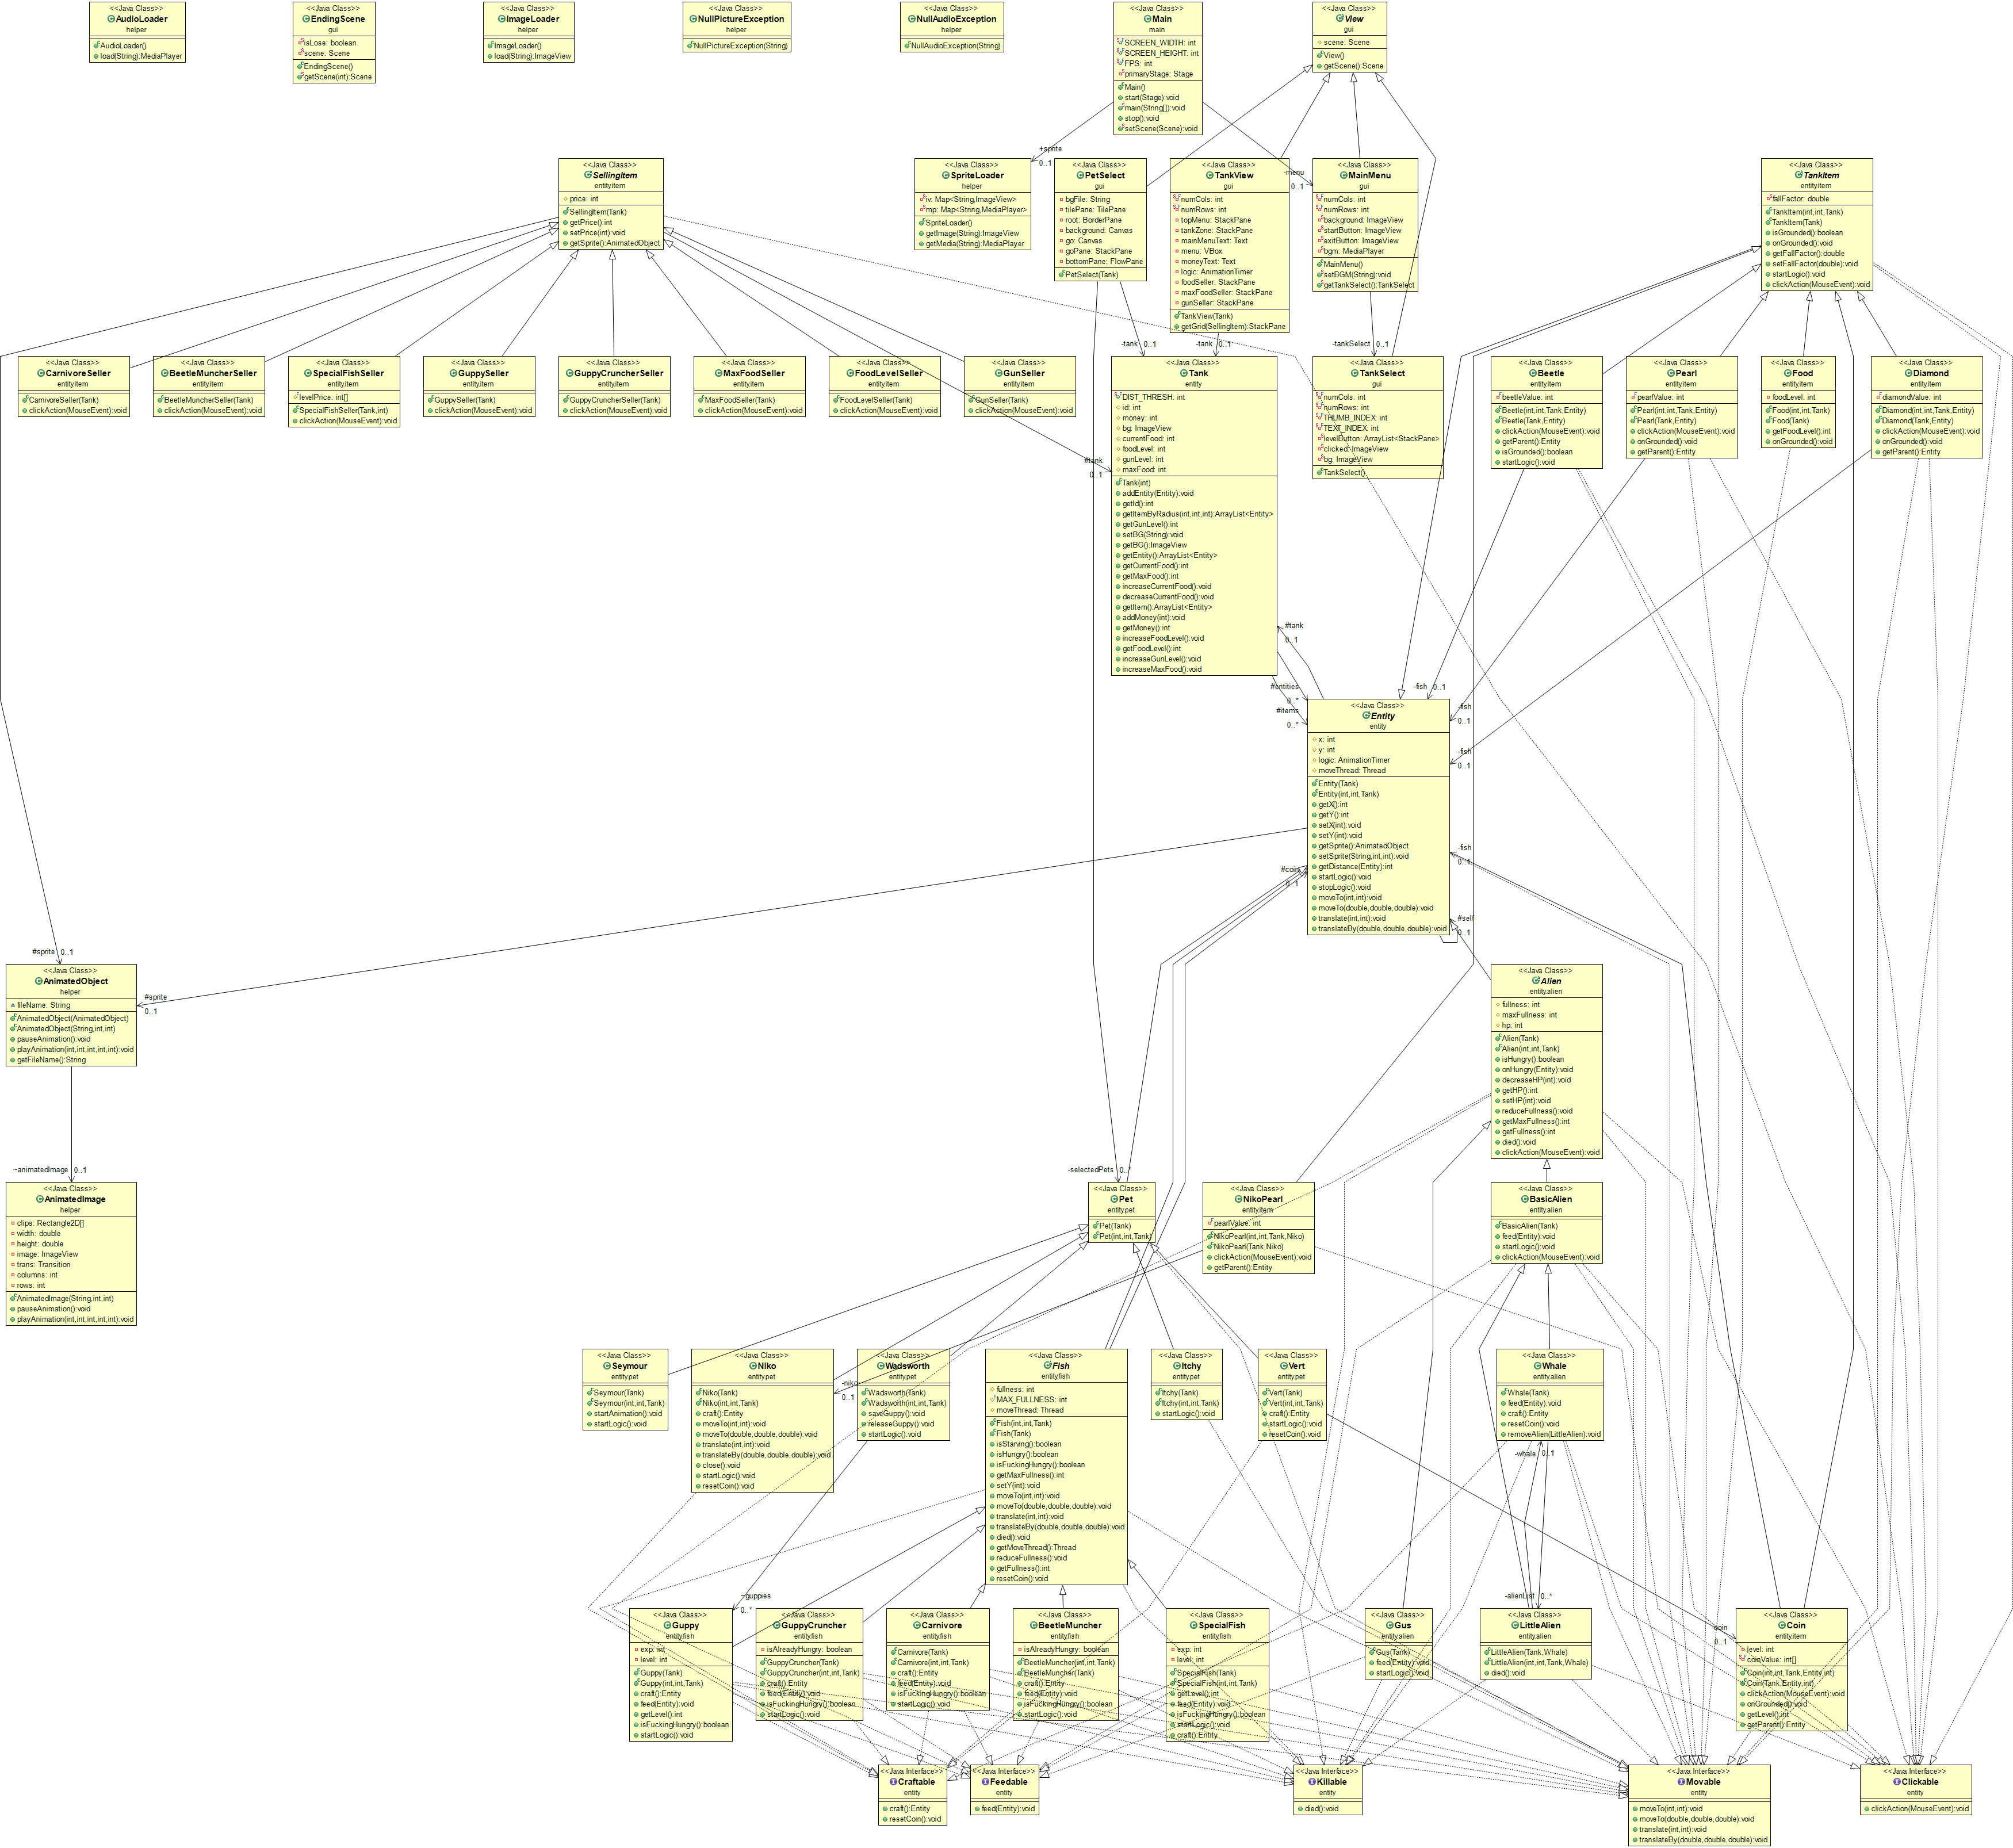 <<Java Class>>
AudioLoader
helper
AudioLoader()
load(String):MediaPlayer
<<Java Class>>
EndingScene
gui
isLose: boolean
scene: Scene
EndingScene()
getScene(int):Scene
<<Java Class>>
ImageLoader
helper
ImageLoader()
load(String):ImageView
<<Java Class>>
NullPictureException
helper
NullPictureException(String)
<<Java Class>>
NullAudioException
helper
NullAudioException(String)
<<Java Class>>
Main
main
SCREEN_WIDTH: int
SCREEN_HEIGHT: int
FPS: int
primaryStage: Stage
Main()
start(Stage):void
main(String[]):void
stop():void
setScene(Scene):void
<<Java Class>>
View
gui
scene: Scene
View()
getScene():Scene
+sprite
0..1
-menu
0..1
<<Java Class>>
SellingItem
entity.item
price: int
SellingItem(Tank)
getPrice():int
setPrice(int):void
getSprite():AnimatedObject
<<Java Class>>
SpriteLoader
helper
iv: Map<String,ImageView>
mp: Map<String,MediaPlayer>
SpriteLoader()
getImage(String):ImageView
getMedia(String):MediaPlayer
<<Java Class>>
PetSelect
gui
bgFile: String
tilePane: TilePane
root: BorderPane
background: Canvas
go: Canvas
goPane: StackPane
bottomPane: FlowPane
PetSelect(Tank)
<<Java Class>>
TankView
gui
numCols: int
numRows: int
topMenu: StackPane
tankZone: StackPane
mainMenuText: Text
menu: VBox
moneyText: Text
logic: AnimationTimer
foodSeller: StackPane
maxFoodSeller: StackPane
gunSeller: StackPane
TankView(Tank)
getGrid(SellingItem):StackPane
<<Java Class>>
MainMenu
gui
numCols: int
numRows: int
background: ImageView
startButton: ImageView
exitButton: ImageView
bgm: MediaPlayer
MainMenu()
setBGM(String):void
getTankSelect():TankSelect
<<Java Class>>
TankItem
entity.item
fallFactor: double
TankItem(int,int,Tank)
TankItem(Tank)
isGrounded():boolean
onGrounded():void
getFallFactor():double
setFallFactor(double):void
startLogic():void
clickAction(MouseEvent):void
-tank
0..1
-tank
0..1
-tankSelect
0..1
<<Java Class>>
CarnivoreSeller
entity.item
CarnivoreSeller(Tank)
clickAction(MouseEvent):void
<<Java Class>>
BeetleMuncherSeller
entity.item
BeetleMuncherSeller(Tank)
clickAction(MouseEvent):void
<<Java Class>>
SpecialFishSeller
entity.item
levelPrice: int[]
SpecialFishSeller(Tank,int)
clickAction(MouseEvent):void
<<Java Class>>
GuppySeller
entity.item
GuppySeller(Tank)
clickAction(MouseEvent):void
<<Java Class>>
GuppyCruncherSeller
entity.item
GuppyCruncherSeller(Tank)
clickAction(MouseEvent):void
<<Java Class>>
MaxFoodSeller
entity.item
MaxFoodSeller(Tank)
clickAction(MouseEvent):void
<<Java Class>>
FoodLevelSeller
entity.item
FoodLevelSeller(Tank)
clickAction(MouseEvent):void
<<Java Class>>
GunSeller
entity.item
GunSeller(Tank)
clickAction(MouseEvent):void
#tank
0..1
<<Java Class>>
Tank
entity
DIST_THRESH: int
id: int
money: int
bg: ImageView
currentFood: int
foodLevel: int
gunLevel: int
maxFood: int
Tank(int)
addEntity(Entity):void
getId():int
getItemByRadius(int,int,int):ArrayList<Entity>
getGunLevel():int
setBG(String):void
getBG():ImageView
getEntity():ArrayList<Entity>
getCurrentFood():int
getMaxFood():int
increaseCurrentFood():void
decreaseCurrentFood():void
getItem():ArrayList<Entity>
addMoney(int):void
getMoney():int
increaseFoodLevel():void
getFoodLevel():int
increaseGunLevel():void
increaseMaxFood():void
<<Java Class>>
TankSelect
gui
numCols: int
numRows: int
THUMB_INDEX: int
TEXT_INDEX: int
levelButton: ArrayList<StackPane>
clicked: ImageView
bg: ImageView
TankSelect()
<<Java Class>>
Beetle
entity.item
beetleValue: int
Beetle(int,int,Tank,Entity)
Beetle(Tank,Entity)
clickAction(MouseEvent):void
getParent():Entity
isGrounded():boolean
startLogic():void
<<Java Class>>
Pearl
entity.item
pearlValue: int
Pearl(int,int,Tank,Entity)
Pearl(Tank,Entity)
clickAction(MouseEvent):void
onGrounded():void
getParent():Entity
<<Java Class>>
Food
entity.item
foodLevel: int
Food(int,int,Tank)
Food(Tank)
getFoodLevel():int
onGrounded():void
<<Java Class>>
Diamond
entity.item
diamondValue: int
Diamond(int,int,Tank,Entity)
Diamond(Tank,Entity)
clickAction(MouseEvent):void
onGrounded():void
getParent():Entity
#tank
0..1
#entities
0..*
#items
0..*
-fish
0..1
-fish
0..1
-fish
0..1
-fish
0..1
#coin
0..1
#self
0..1
<<Java Class>>
Entity
entity
x: int
y: int
logic: AnimationTimer
moveThread: Thread
Entity(Tank)
Entity(int,int,Tank)
getX():int
getY():int
setX(int):void
setY(int):void
getSprite():AnimatedObject
setSprite(String,int,int):void
getDistance(Entity):int
startLogic():void
stopLogic():void
moveTo(int,int):void
moveTo(double,double,double):void
translate(int,int):void
translateBy(double,double,double):void
#sprite
0..1
#sprite
0..1
<<Java Class>>
AnimatedObject
helper
fileName: String
AnimatedObject(AnimatedObject)
AnimatedObject(String,int,int)
pauseAnimation():void
playAnimation(int,int,int,int,int):void
getFileName():String
<<Java Class>>
Alien
entity.alien
fullness: int
maxFullness: int
hp: int
Alien(Tank)
Alien(int,int,Tank)
isHungry():boolean
onHungry(Entity):void
decreaseHP(int):void
getHP():int
setHP(int):void
reduceFullness():void
getMaxFullness():int
getFullness():int
died():void
clickAction(MouseEvent):void
~animatedImage
0..1
-selectedPets
0..*
<<Java Class>>
AnimatedImage
helper
clips: Rectangle2D[]
width: double
height: double
image: ImageView
trans: Transition
columns: int
rows: int
AnimatedImage(String,int,int)
pauseAnimation():void
playAnimation(int,int,int,int,int):void
<<Java Class>>
Pet
entity.pet
Pet(Tank)
Pet(int,int,Tank)
<<Java Class>>
NikoPearl
entity.item
pearlValue: int
NikoPearl(int,int,Tank,Niko)
NikoPearl(Tank,Niko)
clickAction(MouseEvent):void
getParent():Entity
<<Java Class>>
BasicAlien
entity.alien
BasicAlien(Tank)
feed(Entity):void
startLogic():void
clickAction(MouseEvent):void
<<Java Class>>
Seymour
entity.pet
Seymour(Tank)
Seymour(int,int,Tank)
startAnimation():void
startLogic():void
<<Java Class>>
Niko
entity.pet
Niko(Tank)
Niko(int,int,Tank)
craft():Entity
moveTo(int,int):void
moveTo(double,double,double):void
translate(int,int):void
translateBy(double,double,double):void
close():void
startLogic():void
resetCoin():void
-niko
0..1
<<Java Class>>
Wadsworth
entity.pet
Wadsworth(Tank)
Wadsworth(int,int,Tank)
saveGuppy():void
releaseGuppy():void
startLogic():void
<<Java Class>>
Fish
entity.fish
fullness: int
MAX_FULLNESS: int
moveThread: Thread
Fish(int,int,Tank)
Fish(Tank)
isStarving():boolean
isHungry():boolean
isFuckingHungry():boolean
getMaxFullness():int
setY(int):void
moveTo(int,int):void
moveTo(double,double,double):void
translate(int,int):void
translateBy(double,double,double):void
died():void
getMoveThread():Thread
reduceFullness():void
getFullness():int
resetCoin():void
<<Java Class>>
Itchy
entity.pet
Itchy(Tank)
Itchy(int,int,Tank)
startLogic():void
<<Java Class>>
Vert
entity.pet
Vert(Tank)
Vert(int,int,Tank)
craft():Entity
startLogic():void
resetCoin():void
<<Java Class>>
Whale
entity.alien
Whale(Tank)
feed(Entity):void
craft():Entity
resetCoin():void
removeAlien(LittleAlien):void
-whale
0..1
-alienList
0..*
~guppies
0..*
-coin
0..1
<<Java Class>>
Guppy
entity.fish
exp: int
level: int
Guppy(Tank)
Guppy(int,int,Tank)
craft():Entity
feed(Entity):void
getLevel():int
isFuckingHungry():boolean
startLogic():void
<<Java Class>>
GuppyCruncher
entity.fish
isAlreadyHungry: boolean
GuppyCruncher(Tank)
GuppyCruncher(int,int,Tank)
craft():Entity
feed(Entity):void
isFuckingHungry():boolean
startLogic():void
<<Java Class>>
Carnivore
entity.fish
Carnivore(Tank)
Carnivore(int,int,Tank)
craft():Entity
feed(Entity):void
isFuckingHungry():boolean
startLogic():void
<<Java Class>>
BeetleMuncher
entity.fish
isAlreadyHungry: boolean
BeetleMuncher(int,int,Tank)
BeetleMuncher(Tank)
craft():Entity
feed(Entity):void
isFuckingHungry():boolean
startLogic():void
<<Java Class>>
SpecialFish
entity.fish
exp: int
level: int
SpecialFish(Tank)
SpecialFish(int,int,Tank)
getLevel():int
feed(Entity):void
isFuckingHungry():boolean
startLogic():void
craft():Entity
<<Java Class>>
Gus
entity.alien
Gus(Tank)
feed(Entity):void
startLogic():void
<<Java Class>>
LittleAlien
entity.alien
LittleAlien(Tank,Whale)
LittleAlien(int,int,Tank,Whale)
died():void
<<Java Class>>
Coin
entity.item
level: int
coinValue: int[]
Coin(int,int,Tank,Entity,int)
Coin(Tank,Entity,int)
clickAction(MouseEvent):void
onGrounded():void
getLevel():int
getParent():Entity
<<Java Interface>>
Craftable
entity
craft():Entity
resetCoin():void
<<Java Interface>>
Feedable
entity
feed(Entity):void
<<Java Interface>>
Killable
entity
died():void
<<Java Interface>>
Movable
entity
moveTo(int,int):void
moveTo(double,double,double):void
translate(int,int):void
translateBy(double,double,double):void
<<Java Interface>>
Clickable
entity
clickAction(MouseEvent):void